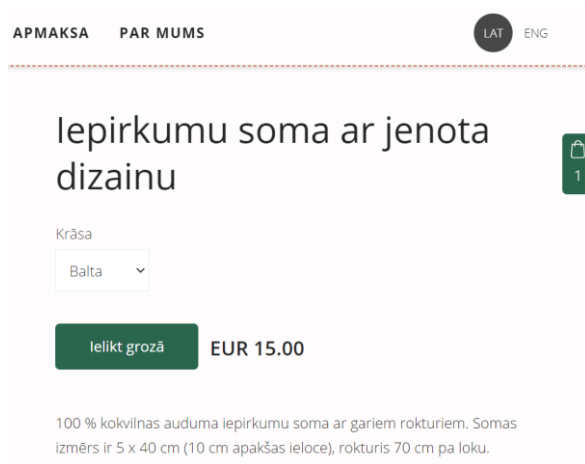 APMAKSA PAR MUMS LAT ENG
Iepirkumu soma ar jenota
dizainu
1
Krāsa
Balta
Ielikt grozā EUR 15.00
100 % kokvilnas auduma iepirkumu soma ar gariem rokturiem. Somas
izmērs ir 5 x 40 cm (10 cm apakšas ieloce), rokturis 70 cm pa loku.